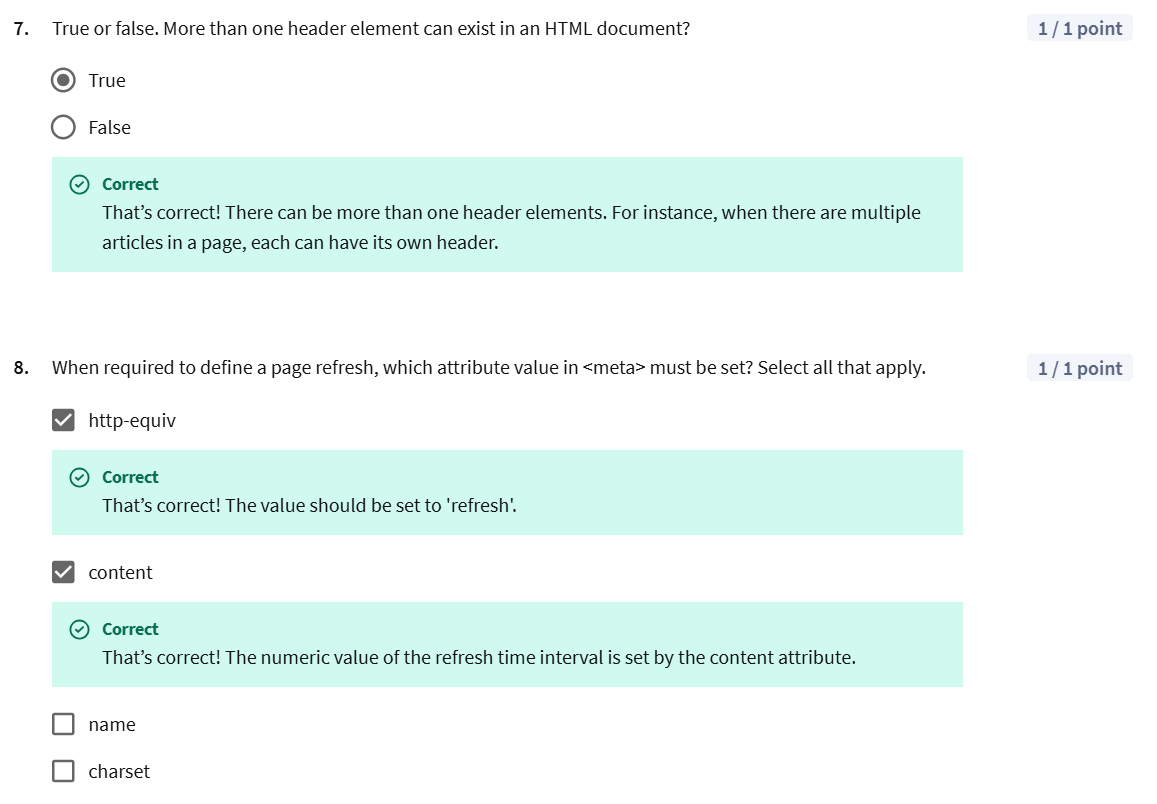 7. True or false. More than one header element can exist in an HTML document? 1 / 1 point
True
False
Correct
That’s correct! There can be more than one header elements. For instance, when there are multiple
articles in a page, each can have its own header.
8. When required to define a page refresh, which attribute value in <meta> must be set? Select all that apply. 1 / 1 point
http-equiv
Correct
That’s correct! The value should be set to 'refresh'.
content
Correct
That’s correct! The numeric value of the refresh time interval is set by the content attribute.
name
charset